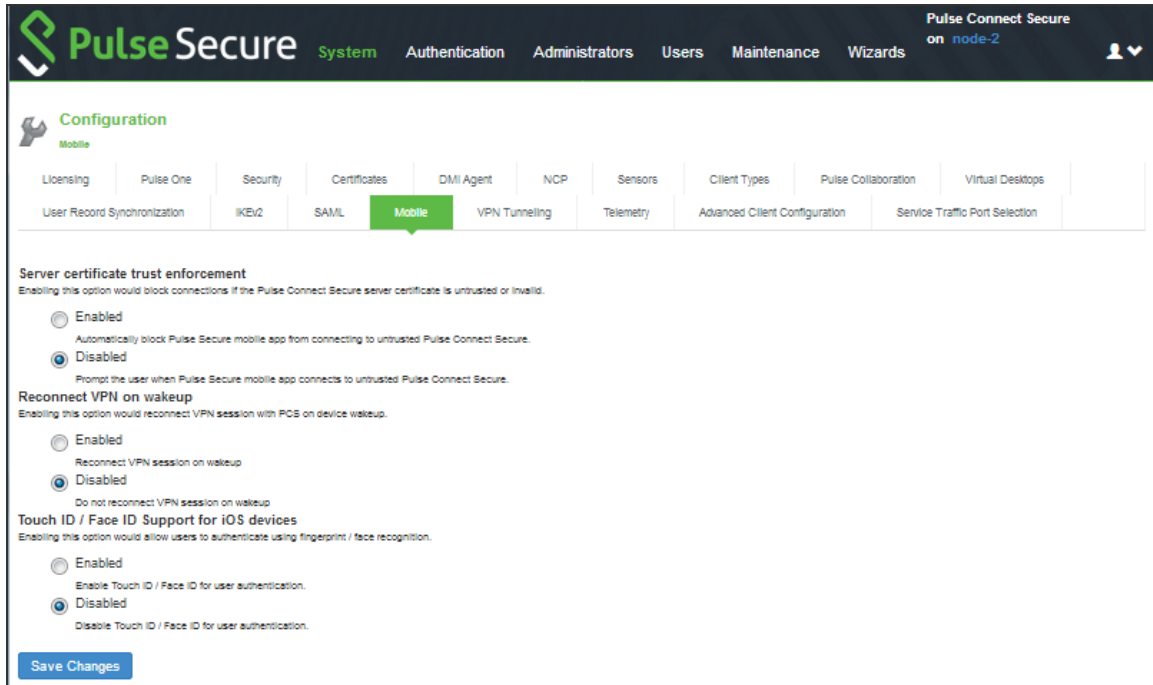 Pulse Secure System Authentication Administrators Users Maintenance Wizards
Pulse Connect Secure
on node-2
Configuration
Mobile
Licensing Pulse One Security Certificates DMI Agent NCP Sensors Client Types Pulse Collaboration Virtual Desktops
User Record Synchronization IKEv2 SAML Mobile VPN Tunneling Telemetry Advanced Client Configuration Service Traffic Port Selection
Server certificate trust enforcement
Enabling this option would block connections if the Pulse Connect Secure server certificate is untrusted or invalid.
Enabled
Automatically block Pulse Secure mobile app from connecting to untrusted Pulse Connect Secure.
Disabled
Prompt the user when Pulse Secure mobile app connects to untrusted Pulse Connect Secure.
Reconnect VPN on wakeup
Enabling this option would reconnect VPN session with PCS on device wakeup.
Enabled
Reconnect VPN session on wakeup
Disabled
Do not reconnect VPN session on wakeup
Touch ID / Face ID Support for iOS devices
Enabling this option would allow users to authenticate using fingerprint / face recognition.
Enabled
Enable Touch ID / Face ID for user authentication.
Disabled
Disable Touch ID / Face ID for user authentication.
Save Changes